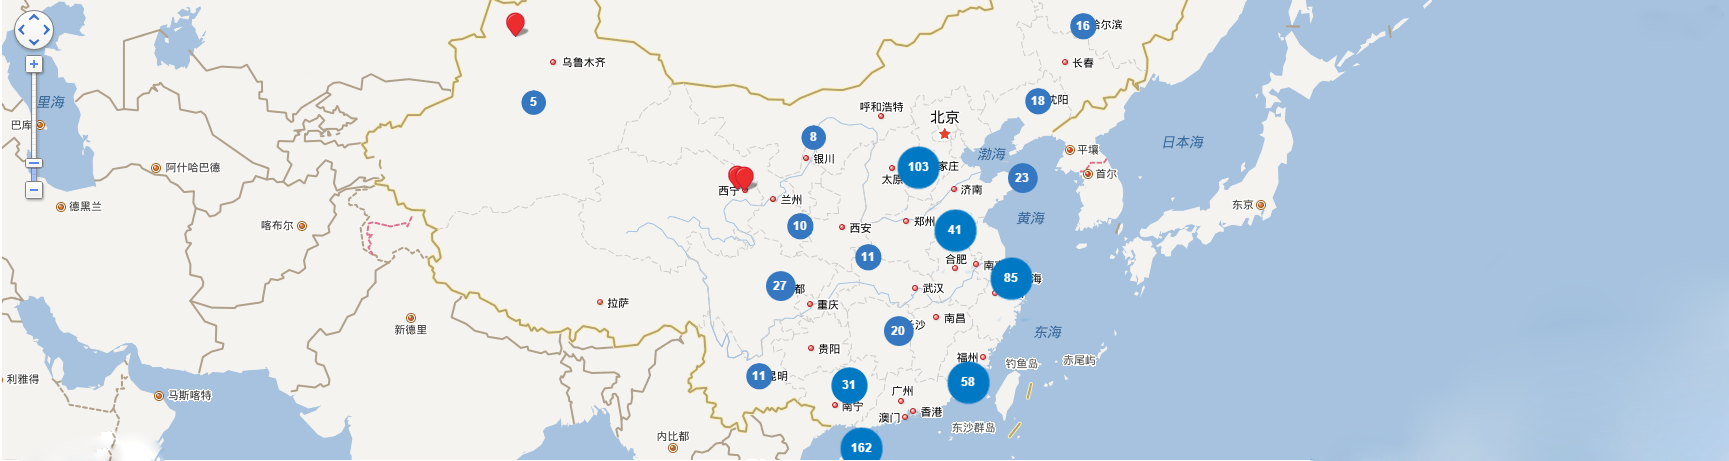 16
哈尔滨
乌鲁木齐
长春
5
里海
18
沈阳
呼和浩特
北京
巴库
8
日本海
平壤
渤海
银川
103
家庄
阿什哈巴德
首尔
太原
23
西宁
济南
兰州
德黑兰
东京
黄海
喀布尔
10
西安
郑州
41
11
合肥
南京
85
海
27
都
武汉
拉萨
重庆
南昌
新德里
20
长沙
东海
贵阳
福州
钓鱼岛
赤尾屿
11
昆明
利雅得
31
58
广州
马斯喀特
南宁
香港
澳门
东沙群岛
内比都
162